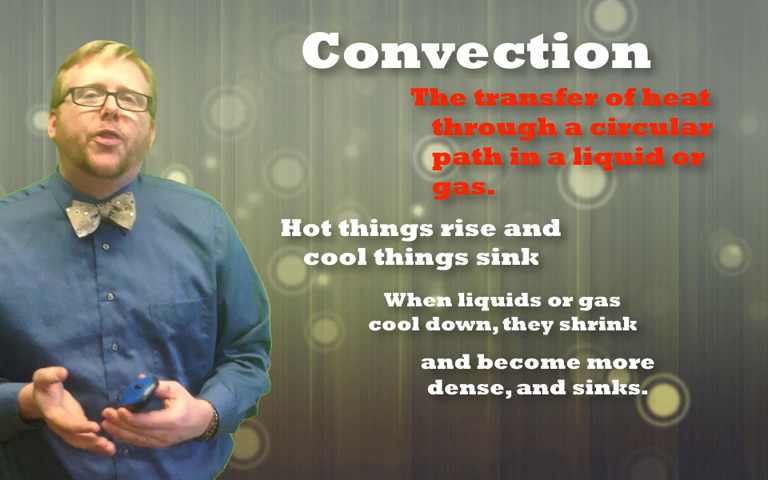 Convection
The transfer of heat
through a circular
path in a liquid or
gas.
Hot things rise and
cool things sink
When liquids or gas
cool down, they shrink
and become more
dense, and sinks.